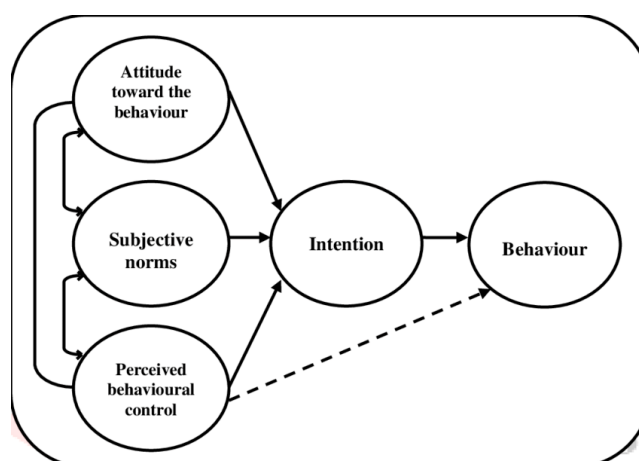 Attitude
toward the
behaviour
Subjective
norms
Intention
Behaviour
Perceived
behavioural
control